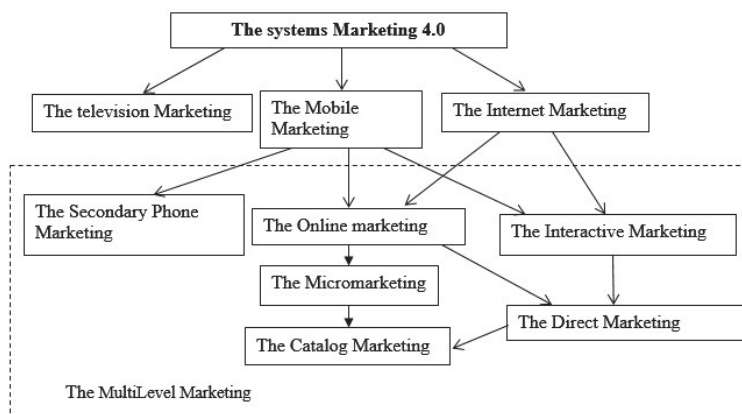 The systems Marketing 4.0
The television Marketing
The Mobile
Marketing
The Internet Marketing
The Secondary Phone
Marketing
The Online marketing
The Interactive Marketing
The Micromarketing
The Direct Marketing
The Catalog Marketing
The MultiLevel Marketing